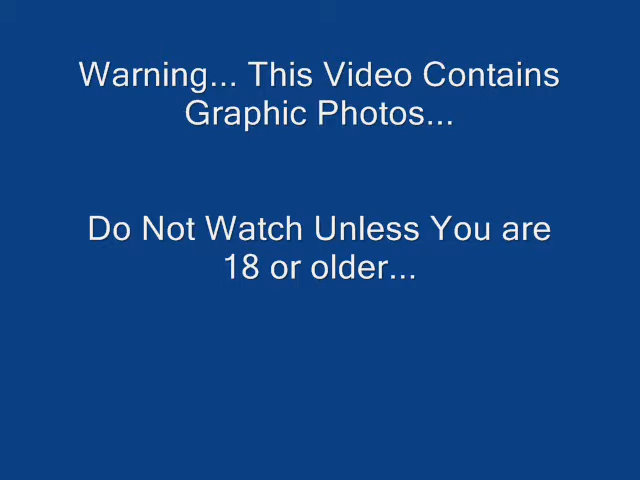 Warning... This Video Contains
Graphic Photos...
Do Not Watch Unless You are
18 or older...